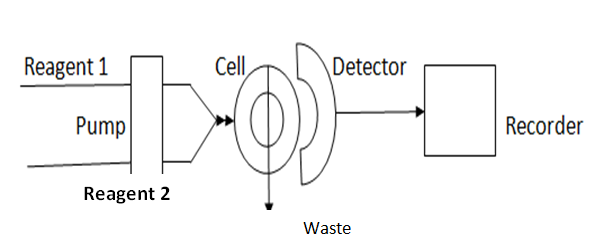 Reagent 1
Cell
Detector
Pump
Recorder
Reagent 2
Waste